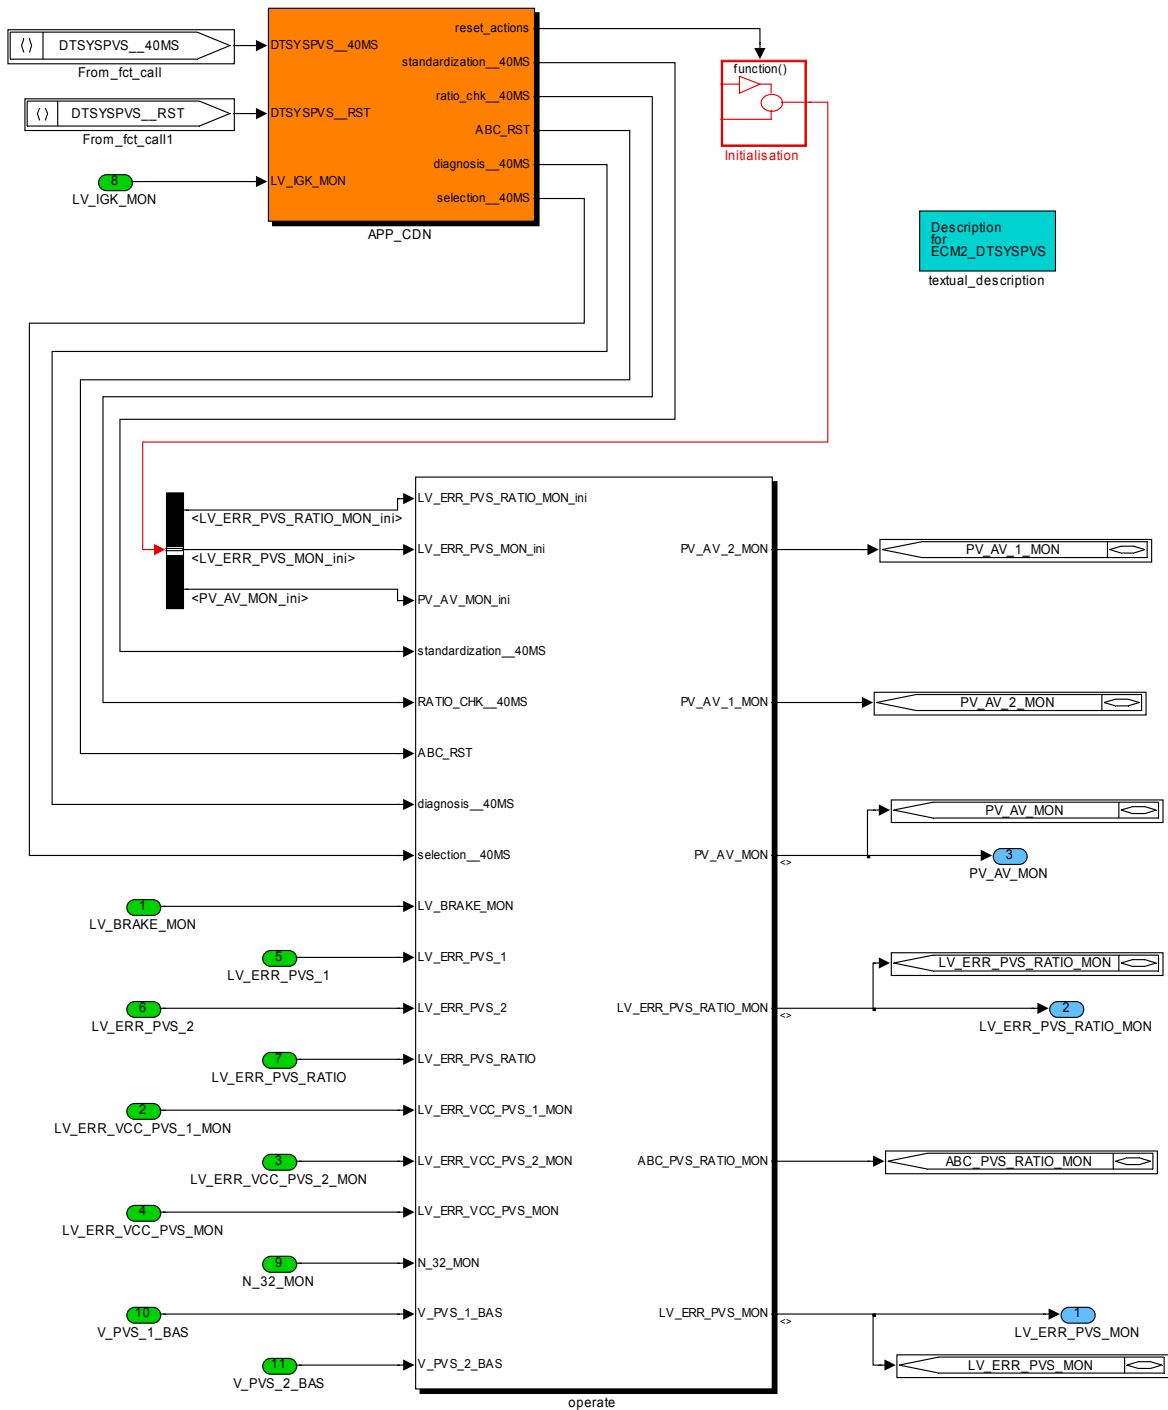 DTSYSPVS__40MS
From_fct_call
DTSYSPVS__RST
From_fct_call1
8
LV_IGK_MON
DTSYSPVS__40MS
DTSYSPVS__RST
LV_IGK_MON
reset_actions
standardization__40MS
ratio_chk__40MS
ABC_RST
diagnosis__40MS
selection__40MS
APP_CDN
function()
Initialisation
Description
for
ECM2_DTSYSPVS
textual_description
<LV_ERR_PVS_RATIO_MON_ini>
<LV_ERR_PVS_MON_ini>
<PV_AV_MON_ini>
1
LV_BRAKE_MON
5
LV_ERR_PVS_1
6
LV_ERR_PVS_2
7
LV_ERR_PVS_RATIO
2
LV_ERR_VCC_PVS_1_MON
3
LV_ERR_VCC_PVS_2_MON
4
LV_ERR_VCC_PVS_MON
9
N_32_MON
10
V_PVS_1_BAS
11
V_PVS_2_BAS
LV_ERR_PVS_RATIO_MON_ini
LV_ERR_PVS_MON_ini
PV_AV_MON_ini
standardization__40MS
RATIO_CHK__40MS
ABC_RST
diagnosis__40MS
selection__40MS
LV_BRAKE_MON
LV_ERR_PVS_1
LV_ERR_PVS_2
LV_ERR_PVS_RATIO
LV_ERR_VCC_PVS_1_MON
LV_ERR_VCC_PVS_2_MON
LV_ERR_VCC_PVS_MON
N_32_MON
V_PVS_1_BAS
V_PVS_2_BAS
PV_AV_2_MON
PV_AV_1_MON
PV_AV_MON
LV_ERR_PVS_RATIO_MON
ABC_PVS_RATIO_MON
LV_ERR_PVS_MON
operate
PV_AV_1_MON
PV_AV_2_MON
PV_AV_MON
<>
3
PV_AV_MON
LV_ERR_PVS_RATIO_MON
<>
2
LV_ERR_PVS_RATIO_MON
ABC_PVS_RATIO_MON
<>
1
LV_ERR_PVS_MON
LV_ERR_PVS_MON